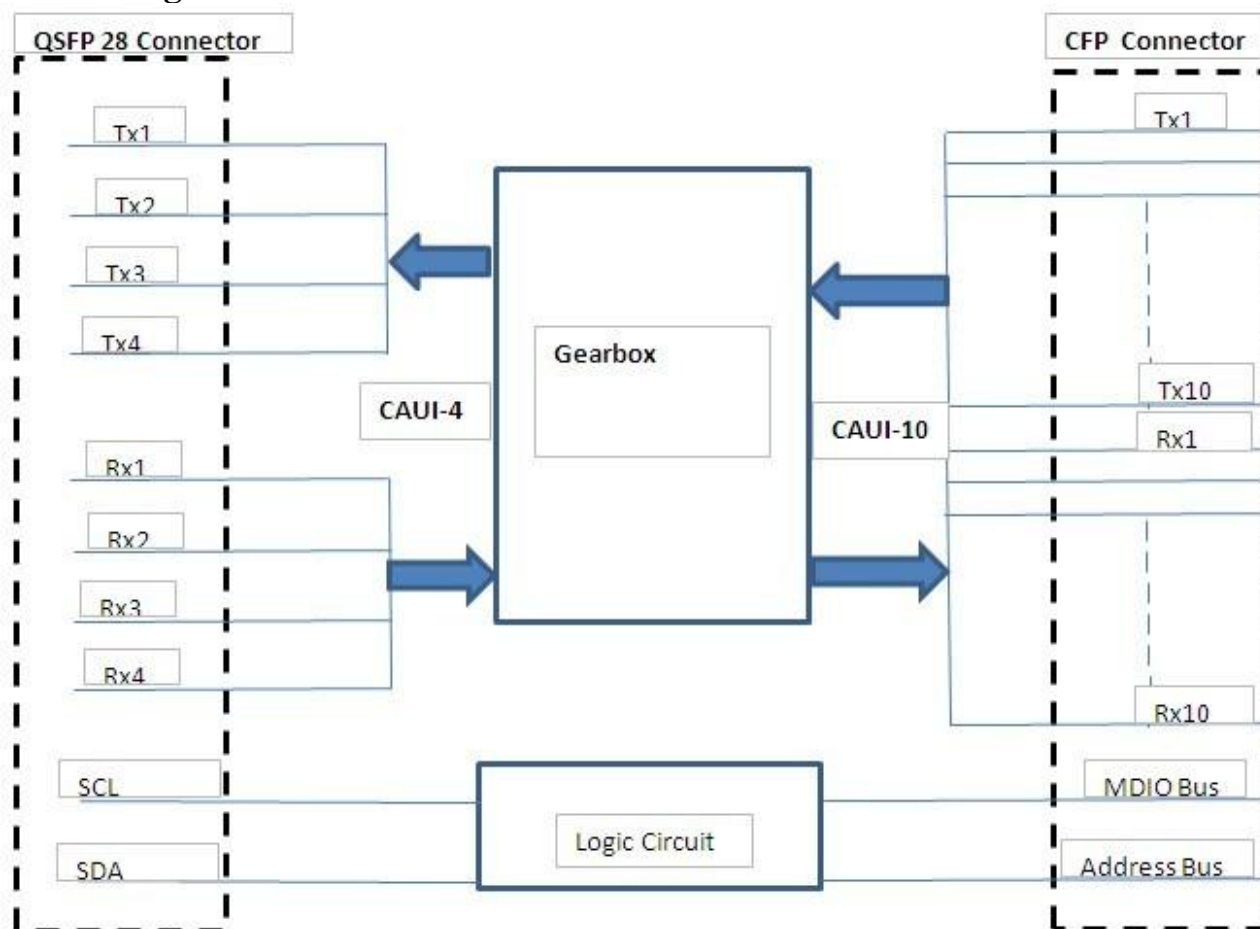 QSFP 28 Connector
CFP Connector
Tx1
Tx2
Tx3
Tx4
CAUI-4
Rx1
Rx2
Rx3
Rx4
Gearbox
CAUI-10
Tx1
Tx10
Rx1
Rx10
SCL
SDA
Logic Circuit
MDIO Bus
Address Bus